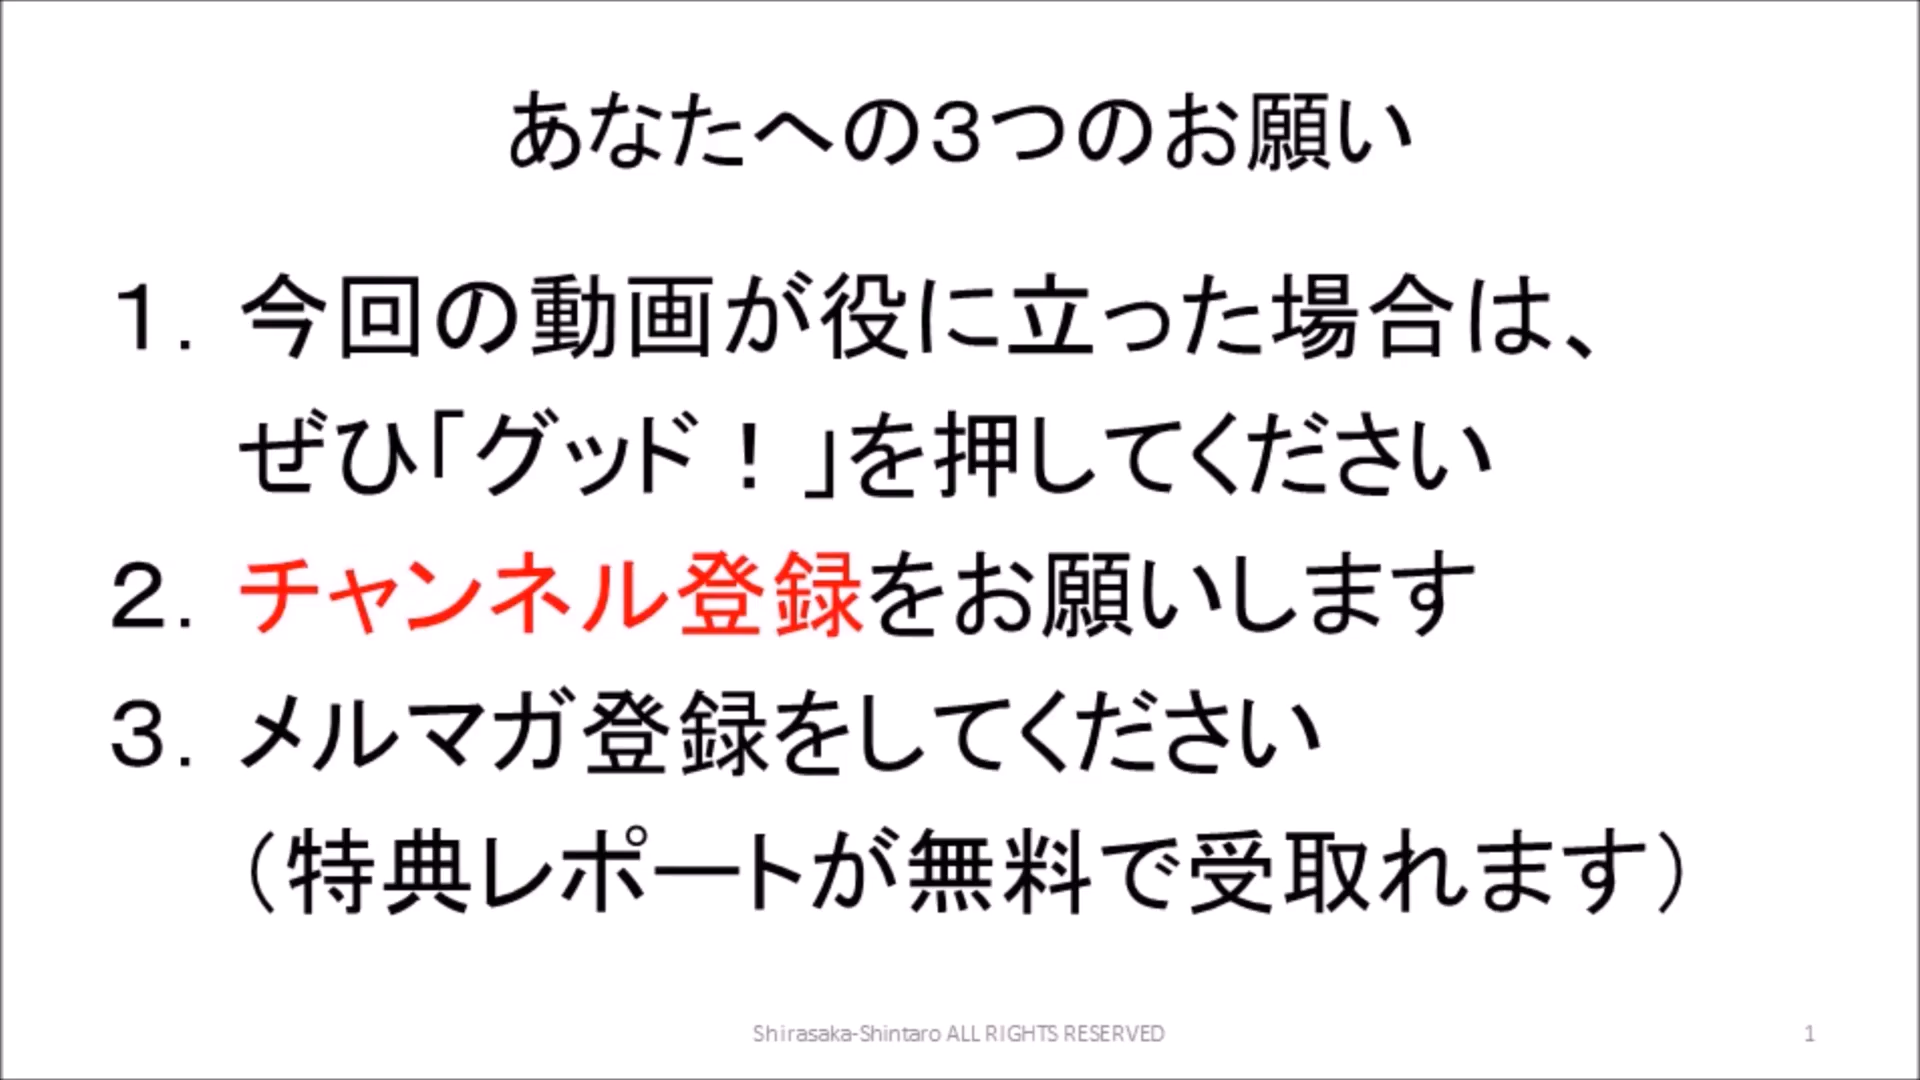 あなたへの３つのお願い
１．今回の動画が役に立った場合は、
ぜひ「グッド！」を押してください
２．チャンネル登録をお願いします
３．メルマガ登録をしてください
（特典レポートが無料で受取れます）
Shirasaka-Shintaro ALL RIGHTS RESERVED
1